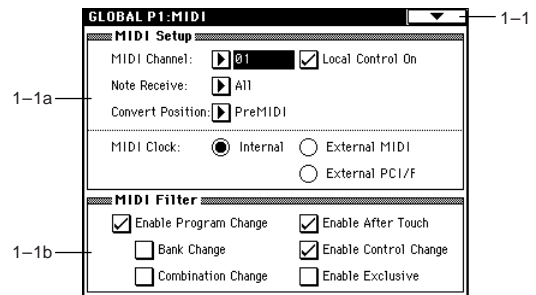 GLOBAL P1:MIDI
1–1
MIDI Setup
MIDI Channel: 01 Local Control On
Note Receive: All
1–1a
Convert Position: PreMIDI
MIDI Clock: Internal External MIDI
External PCI/F
MIDI Filter
Enable Program Change Enable After Touch
1–1b
Bank Change Enable Control Change
Combination Change Enable Exclusive